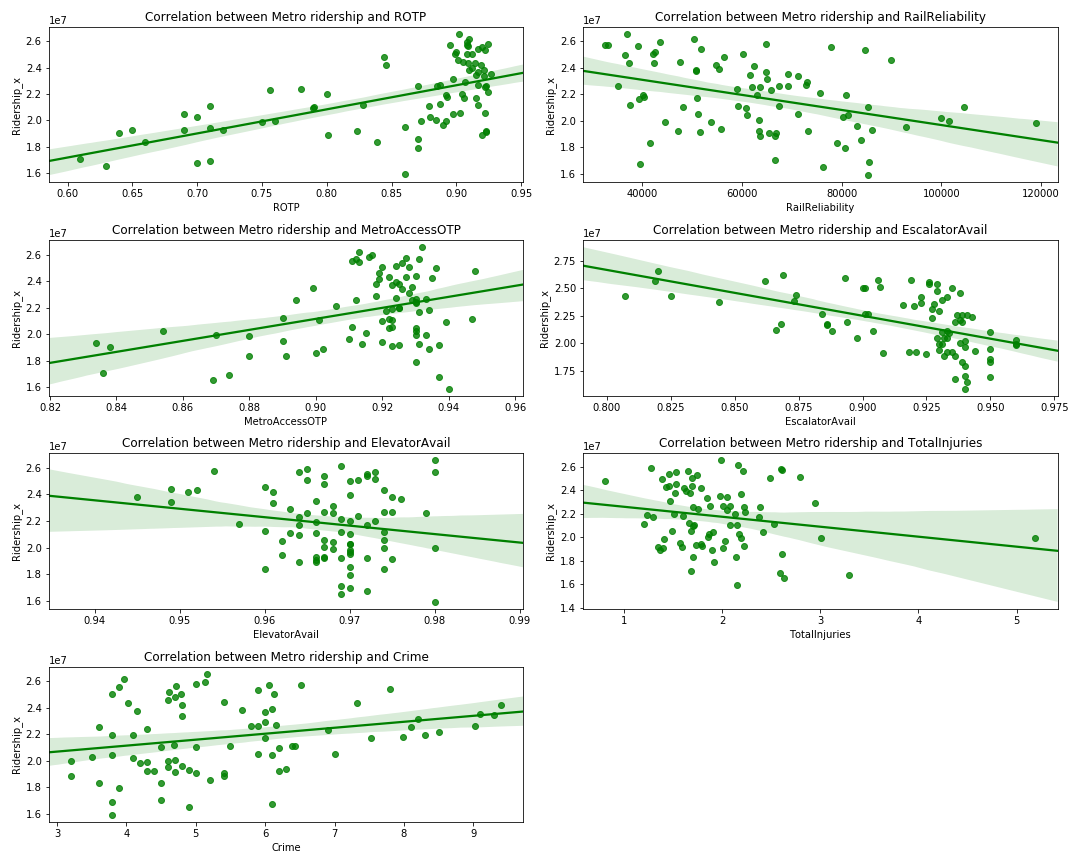 Correlation between Metro ridership and ROTP
1e7
2.6
2.4
2.2
2.0
1.8
1.6
Ridership_x
0.60 0.65 0.70 0.75 0.80 0.85 0.90 0.95
ROTP
Correlation between Metro ridership and RailReliability
1e7
2.6
2.4
2.2
2.0
1.8
1.6
Ridership_x
40000 60000 80000 100000 120000
RailReliability
Correlation between Metro ridership and MetroAccessOTP
1e7
2.6
2.4
2.2
2.0
1.8
1.6
Ridership_x
0.82 0.84 0.86 0.88 0.90 0.92 0.94 0.96
MetroAccessOTP
Correlation between Metro ridership and EscalatorAvail
1e7
2.75
2.50
2.25
2.00
1.75
Ridership_x
0.800 0.825 0.850 0.875 0.900 0.925 0.950 0.975
EscalatorAvail
Correlation between Metro ridership and ElevatorAvail
1e7
2.6
2.4
2.2
2.0
1.8
1.6
Ridership_x
0.94 0.95 0.96 0.97 0.98 0.99
ElevatorAvail
Correlation between Metro ridership and TotalInjuries
1e7
2.6
2.4
2.2
2.0
1.8
1.6
1.4
Ridership_x
1 2 3 4 5
TotalInjuries
Correlation between Metro ridership and Crime
1e7
2.6
2.4
2.2
2.0
1.8
1.6
Ridership_x
3 4 5 6 7 8 9
Crime